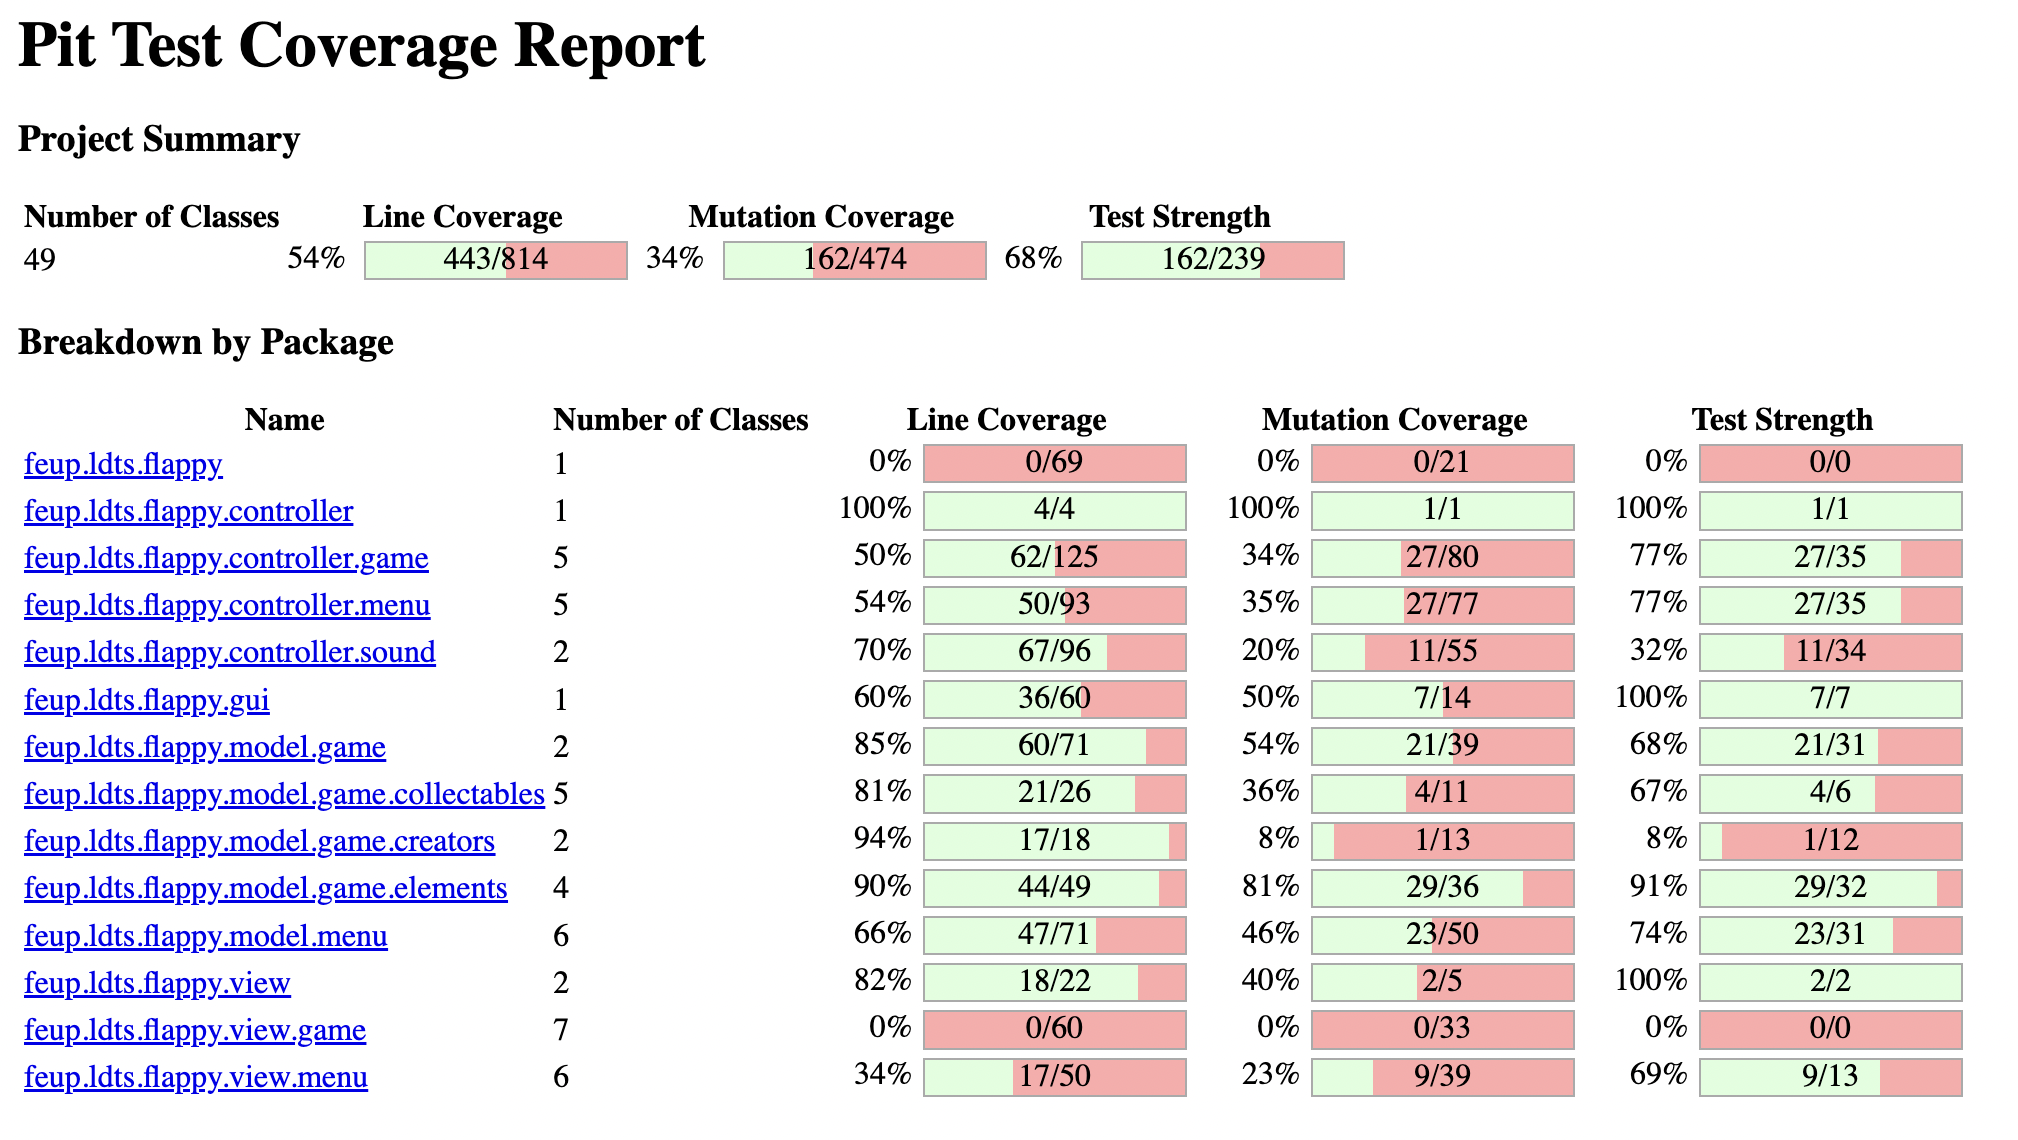 Pit Test Coverage Report
Project Summary
Number of Classes Line Coverage Mutation Coverage Test Strength
49 54% 443/814 34% 162/474 68% 162/239
Breakdown by Package
Name Number of Classes Line Coverage Mutation Coverage Test Strength
feup.ldts.flappy 1 0% 0/69 0% 0/21 0% 0/0
feup.ldts.flappy.controller 1 100% 4/4 100% 1/1 100% 1/1
feup.ldts.flappy.controller.game 5 50% 62/125 34% 27/80 77% 27/35
feup.ldts.flappy.controller.menu 5 54% 50/93 35% 27/77 77% 27/35
feup.ldts.flappy.controller.sound 2 70% 67/96 20% 11/55 32% 11/34
feup.ldts.flappy.gui 1 60% 36/60 50% 7/14 100% 7/7
feup.ldts.flappy.model.game 2 85% 60/71 54% 21/39 68% 21/31
feup.ldts.flappy.model.game.collectables 5 81% 21/26 36% 4/11 67% 4/6
feup.ldts.flappy.model.game.creators 2 94% 17/18 8% 1/13 8% 1/12
feup.ldts.flappy.model.game.elements 4 90% 44/49 81% 29/36 91% 29/32
feup.ldts.flappy.model.menu 6 66% 47/71 46% 23/50 74% 23/31
feup.ldts.flappy.view 2 82% 18/22 40% 2/5 100% 2/2
feup.ldts.flappy.view.game 7 0% 0/60 0% 0/33 0% 0/0
feup.ldts.flappy.view.menu 6 34% 17/50 23% 9/39 69% 9/13